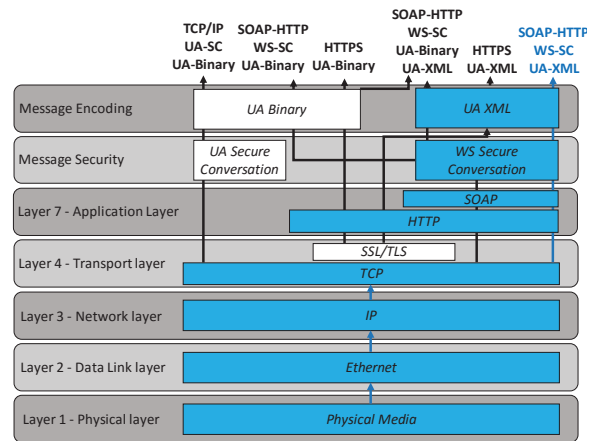 TCP/IP
UA-SC
UA-Binary
SOAP-HTTP
WS-SC
UA-Binary
HTTPS
UA-Binary
SOAP-HTTP
WS-SC
UA-Binary
UA-XML
HTTPS
UA-XML
SOAP-HTTP
WS-SC
UA-XML
Message Encoding
UA Binary
UA XML
Message Security
UA Secure
Conversation
WS Secure
Conversation
Layer 7 - Application Layer
SOAP
HTTP
Layer 4 - Transport layer
SSL/TLS
TCP
Layer 3 - Network layer
IP
Layer 2 - Data Link layer
Ethernet
Layer 1 - Physical layer
Physical Media